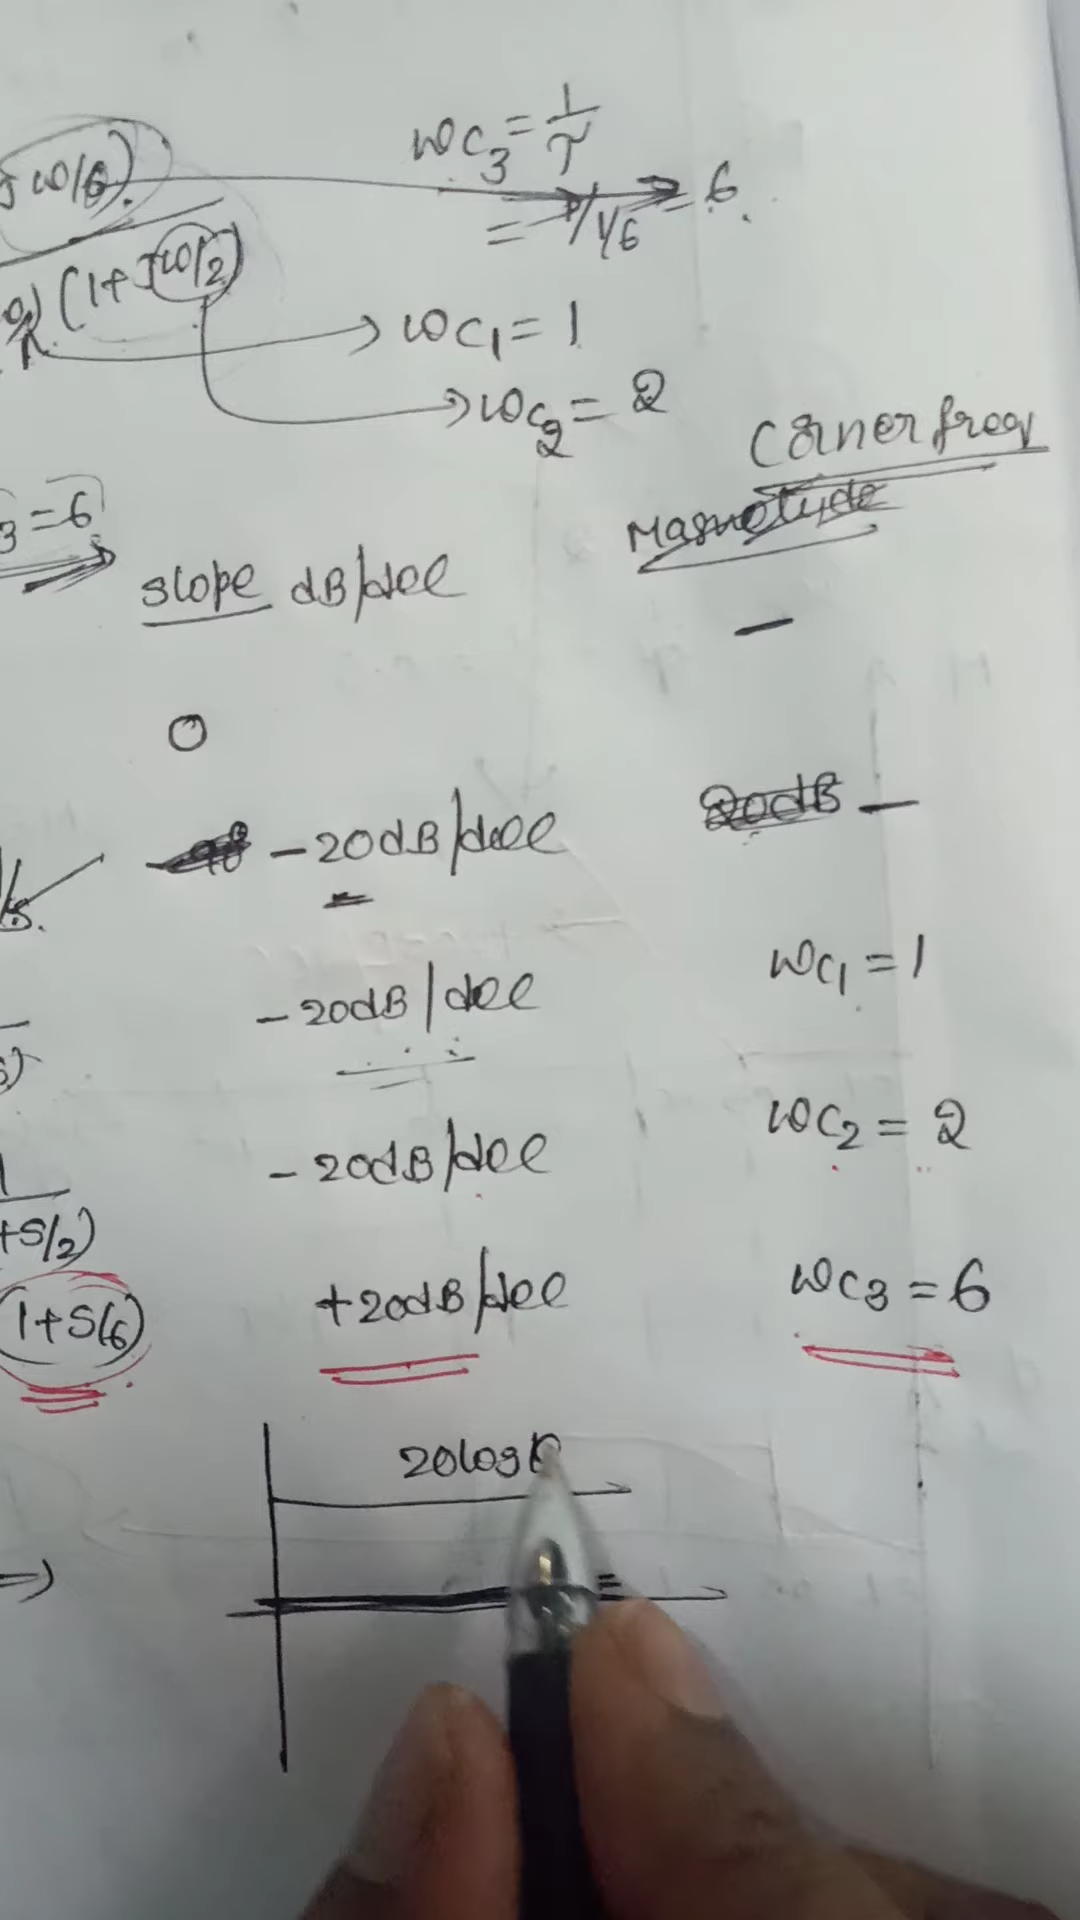 ωc3 = 1/τ
jω/6)
= 1/1/6 = 6
(1+jω/2)
→ ωc1 = 1
→ ωc2 = 2
Corner freq
3 = 6
Magnetude
slope dB/dec
—
0
-20dB/dec
20dB —
/s.
ωc1 = 1
-20dB/dec
s)
ωc2 = 2
-20dB/dec
1
+s/2)
ωc3 = 6
+20dB/dec
1+s/6)
20log
⇒